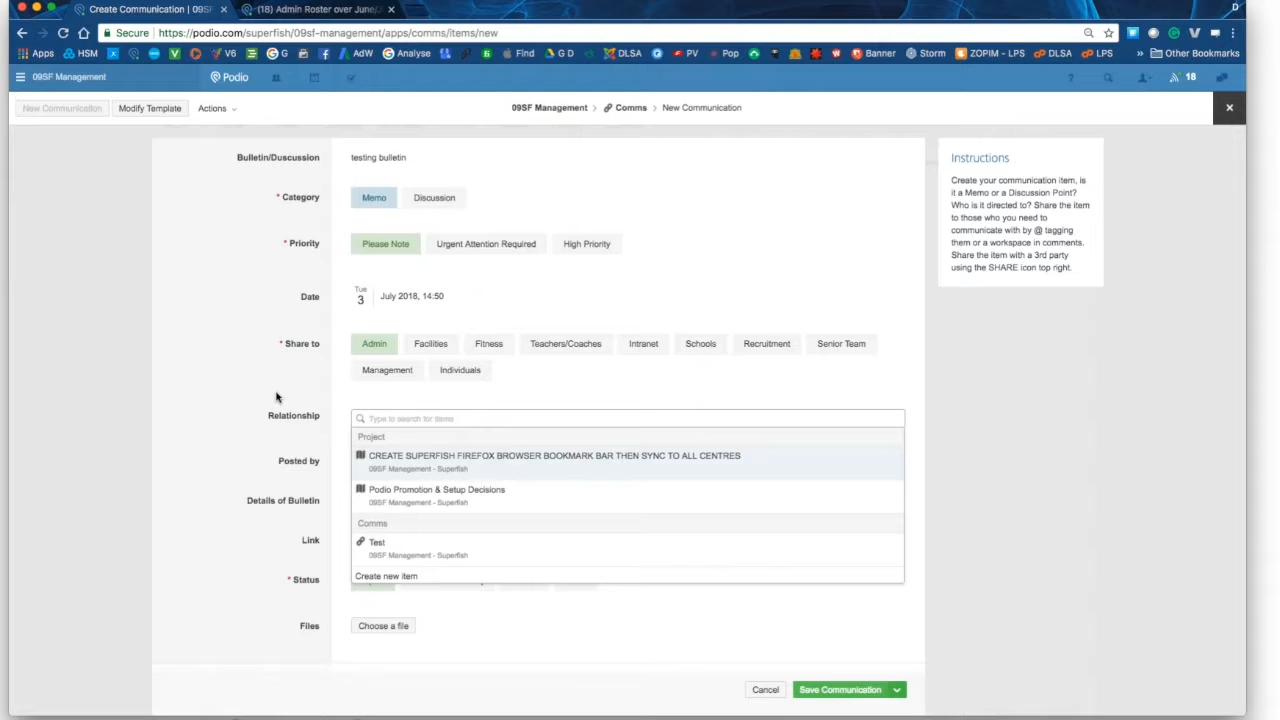 Create Communication | 09SF
(18) Admin Roster over June/
D
Secure https://podio.com/superfish/09sf-management/apps/comms/items/new
Apps HSM V6 G AdW Analyse Find G D DLSA PV Pop Banner Storm ZOPIM - LPS DLSA LPS » Other Bookmarks
09SF Management Podio ? 18
New Communication Modify Template Actions 09SF Management > Comms > New Communication ×
Bulletin/Duscussion testing bulletin
* Category Memo Discussion
* Priority Please Note Urgent Attention Required High Priority
Date Tue 3 July 2018, 14:50
* Share to Admin Facilities Fitness Teachers/Coaches Intranet Schools Recruitment Senior Team
Management Individuals
Relationship Type to search for items
Project
CREATE SUPERFISH FIREFOX BROWSER BOOKMARK BAR THEN SYNC TO ALL CENTRES
09SF Management - Superfish
Posted by
Podio Promotion & Setup Decisions
09SF Management - Superfish
Details of Bulletin
Comms
Link
Test
09SF Management - Superfish
* Status
Create new item
Files Choose a file
Cancel Save Communication
Instructions
Create your communication item, is
it a Memo or a Discussion Point?
Who is it directed to? Share the item
to those who you need to
communicate with by @ tagging
them or a workspace in comments.
Share the item with a 3rd party
using the SHARE icon top right.